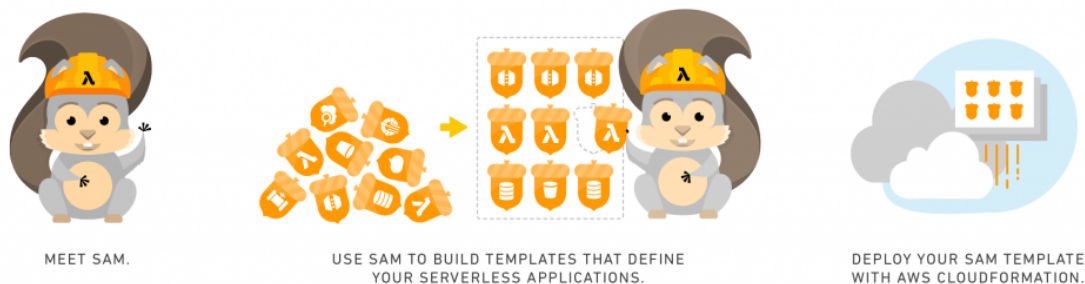 MEET SAM.
USE SAM TO BUILD TEMPLATES THAT DEFINE
YOUR SERVERLESS APPLICATIONS.
DEPLOY YOUR SAM TEMPLATE
WITH AWS CLOUDFORMATION.